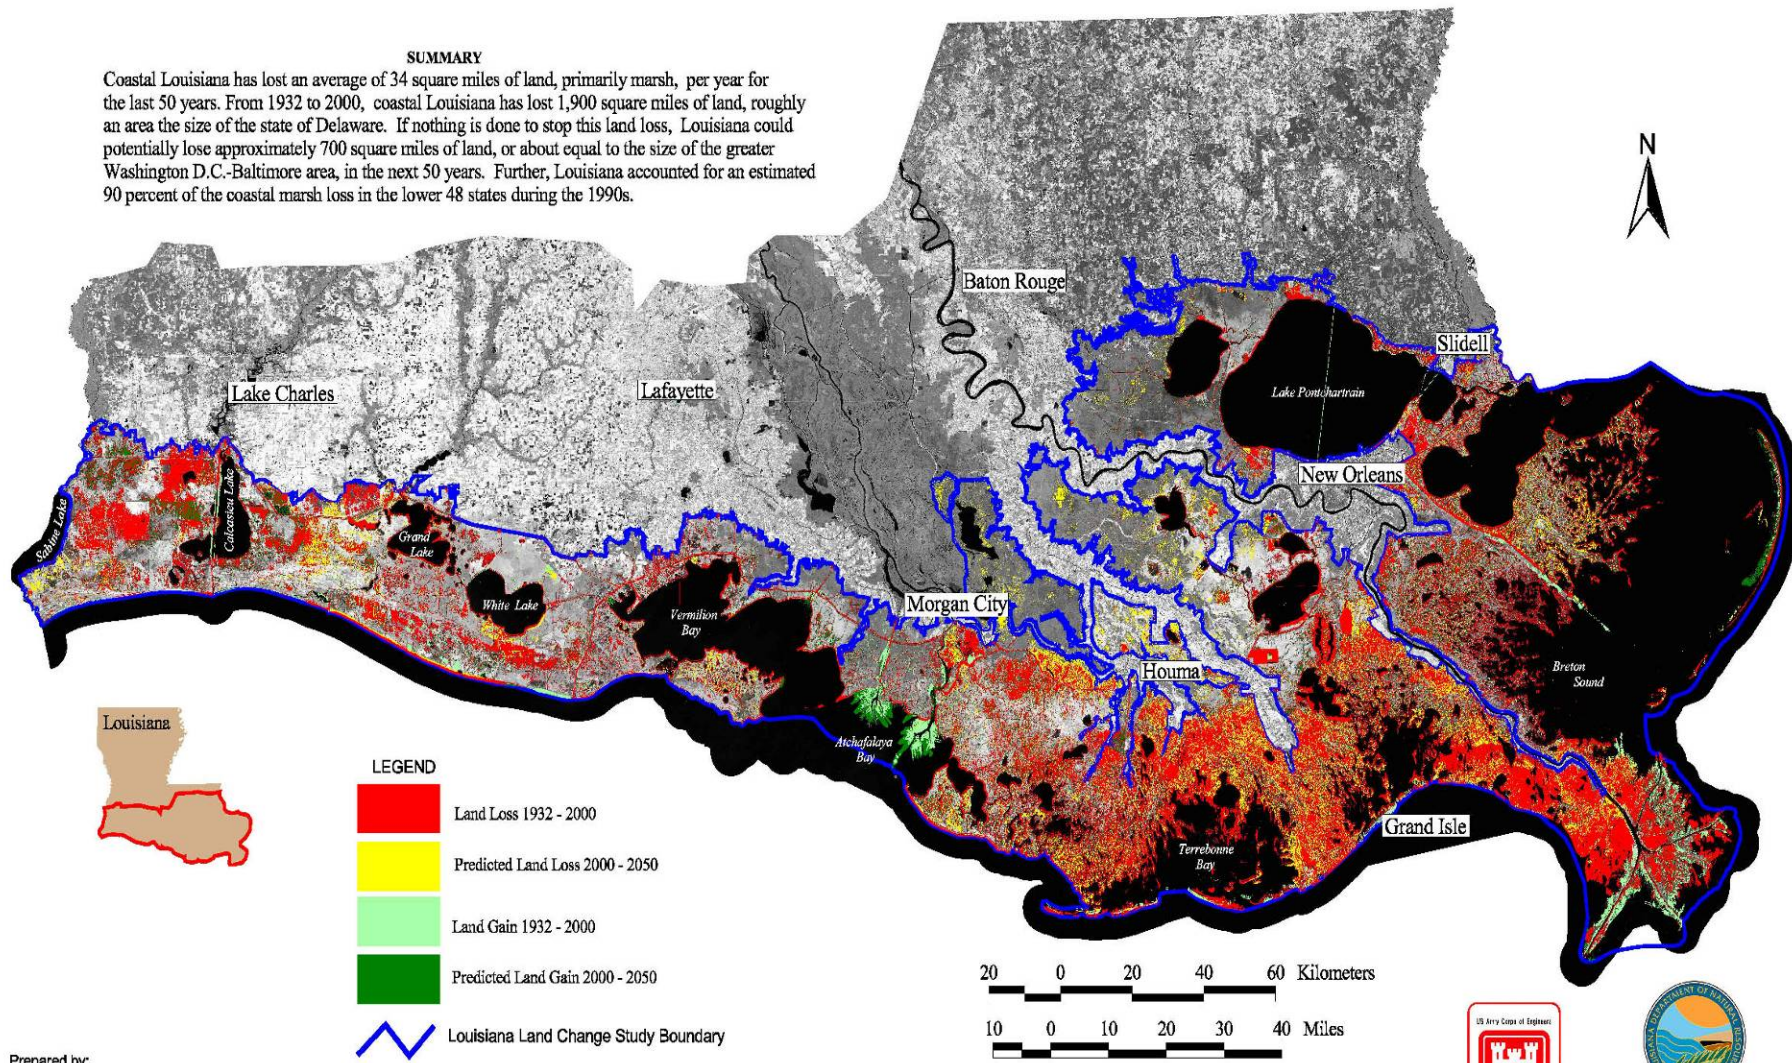 SUMMARY
Coastal Louisiana has lost an average of 34 square miles of land, primarily marsh, per year for
the last 50 years. From 1932 to 2000, coastal Louisiana has lost 1,900 square miles of land, roughly
an area the size of the state of Delaware. If nothing is done to stop this land loss, Louisiana could
potentially lose approximately 700 square miles of land, or about equal to the size of the greater
Washington D.C.-Baltimore area, in the next 50 years. Further, Louisiana accounted for an estimated
90 percent of the coastal marsh loss in the lower 48 states during the 1990s.
N
Baton Rouge
Slidell
Lake Charles
Lafayette
Lake Pontchartrain
New Orleans
Sabine Lake
Calcasieu Lake
Grand
Lake
White Lake
Vermilion
Bay
Morgan City
Houma
Breton
Sound
Atchafalaya
Bay
Terrebonne
Bay
Grand Isle
Louisiana
LEGEND
Land Loss 1932 - 2000
Predicted Land Loss 2000 - 2050
Land Gain 1932 - 2000
Predicted Land Gain 2000 - 2050
Louisiana Land Change Study Boundary
20 0 20 40 60 Kilometers
10 0 10 20 30 40 Miles
US Army Corps of Engineers
DEPARTMENT OF NATURAL
Prepared by: